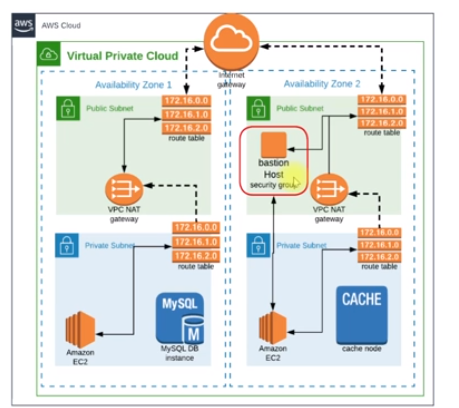 aws
AWS Cloud
Virtual Private Cloud
Internet
gateway
Availability Zone 1
Public Subnet
172.16.0.0
172.16.1.0
172.16.2.0
route table
VPC NAT
gateway
Private Subnet
172.16.0.0
172.16.1.0
172.16.2.0
route table
Amazon
EC2
MySQL
M
MySQL DB
instance
Availability Zone 2
Public Subnet
172.16.0.0
172.16.1.0
172.16.2.0
route table
bastion
Host
security group
VPC NAT
gateway
Private Subnet
172.16.0.0
172.16.1.0
172.16.2.0
route table
Amazon
EC2
CACHE
cache node